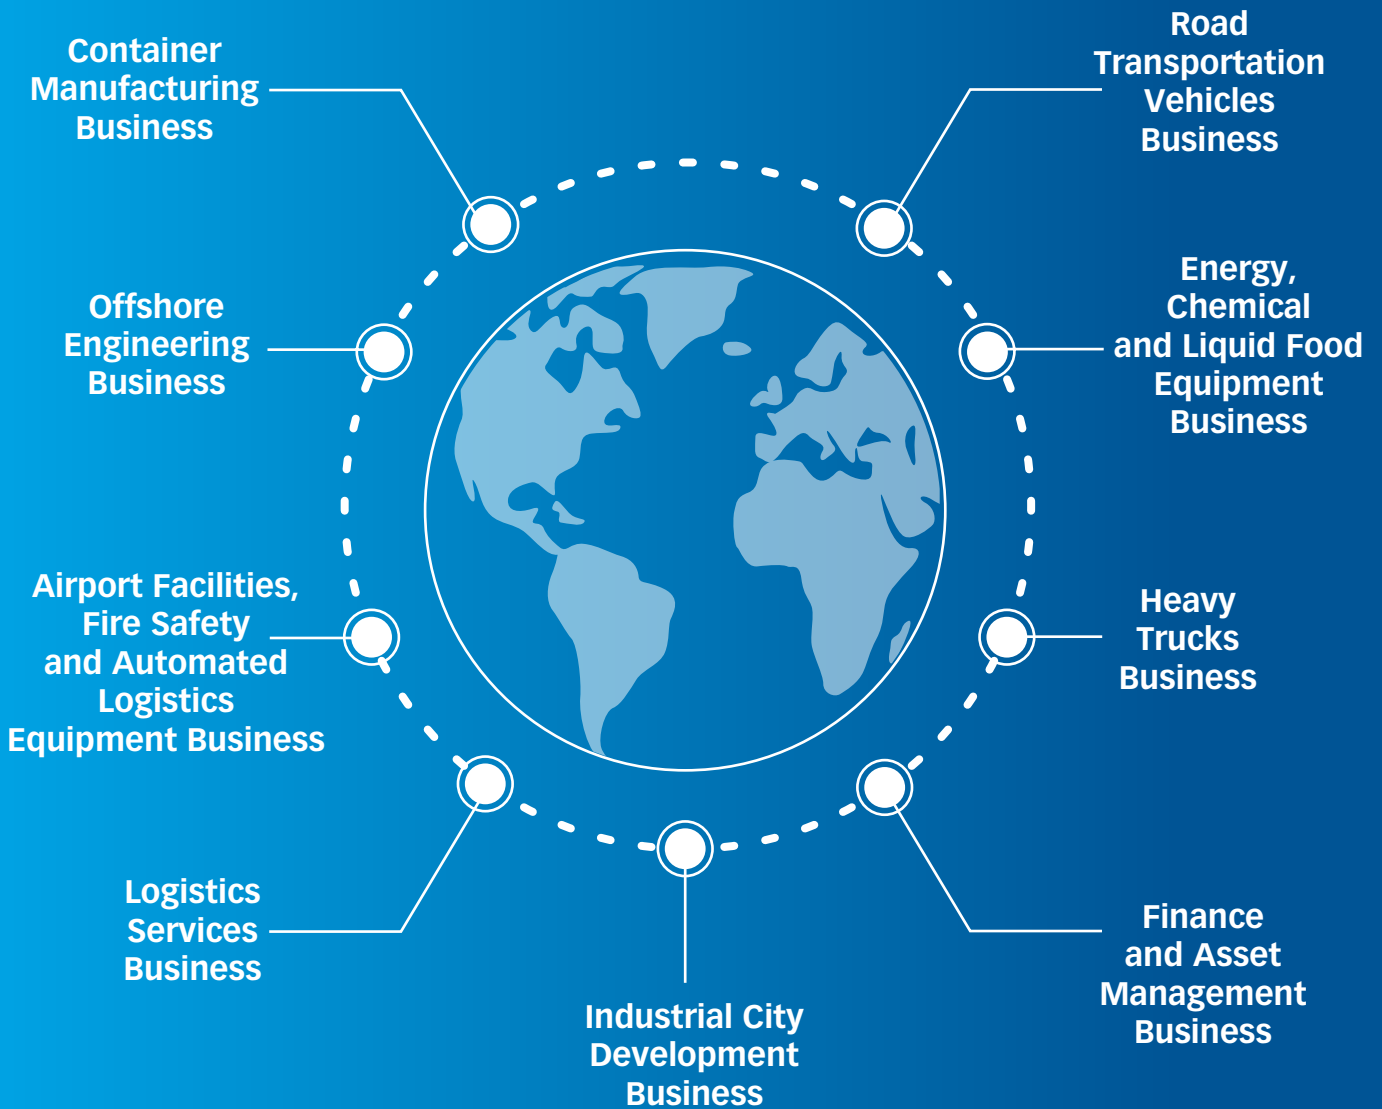 Container
Manufacturing
Business
Road
Transportation
Vehicles
Business
Offshore
Engineering
Business
Energy,
Chemical
and Liquid Food
Equipment
Business
Airport Facilities,
Fire Safety
and Automated
Logistics
Equipment Business
Heavy
Trucks
Business
Logistics
Services
Business
Finance
and Asset
Management
Business
Industrial City
Development
Business